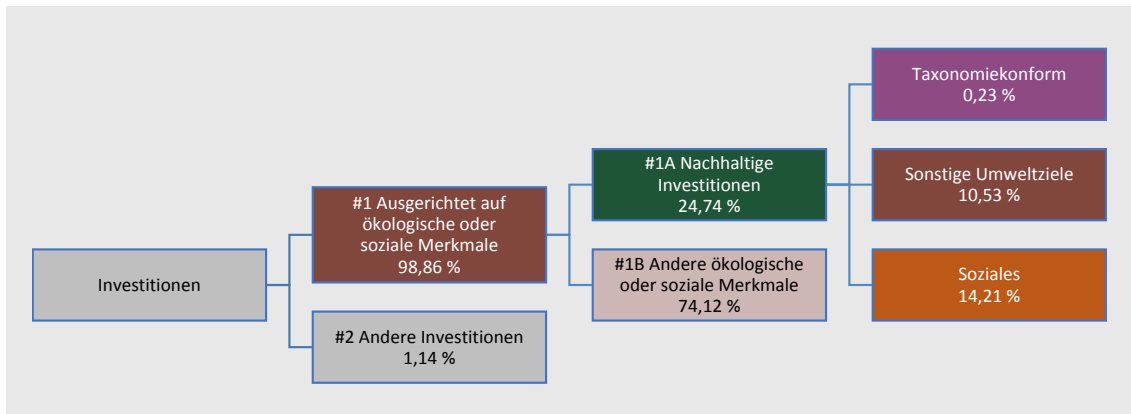 Investitionen
#1 Ausgerichtet auf
ökologische oder
soziale Merkmale
98,86 %
#2 Andere Investitionen
1,14 %
#1A Nachhaltige
Investitionen
24,74 %
#1B Andere ökologische
oder soziale Merkmale
74,12 %
Taxonomiekonform
0,23 %
Sonstige Umweltziele
10,53 %
Soziales
14,21 %